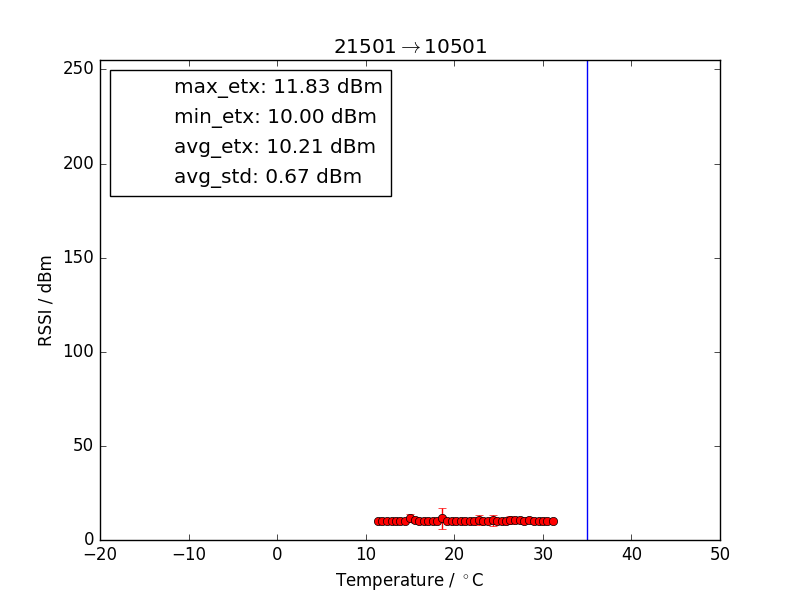 21501→10501
max_etx: 11.83 dBm
min_etx: 10.00 dBm
avg_etx: 10.21 dBm
avg_std: 0.67 dBm
RSSI / dBm
250
200
150
100
50
0
−20 −10 0 10 20 30 40 50
Temperature / °C